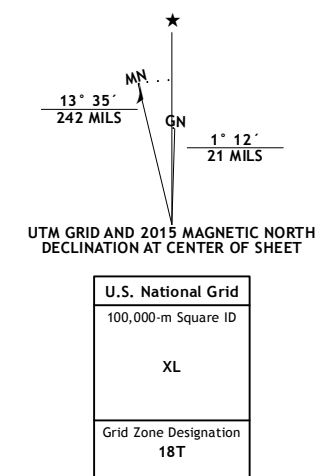 ★
MN
GN
13° 35´
242 MILS
1° 12´
21 MILS
UTM GRID AND 2015 MAGNETIC NORTH
DECLINATION AT CENTER OF SHEET
U.S. National Grid
100,000-m Square ID
XL
Grid Zone Designation
18T